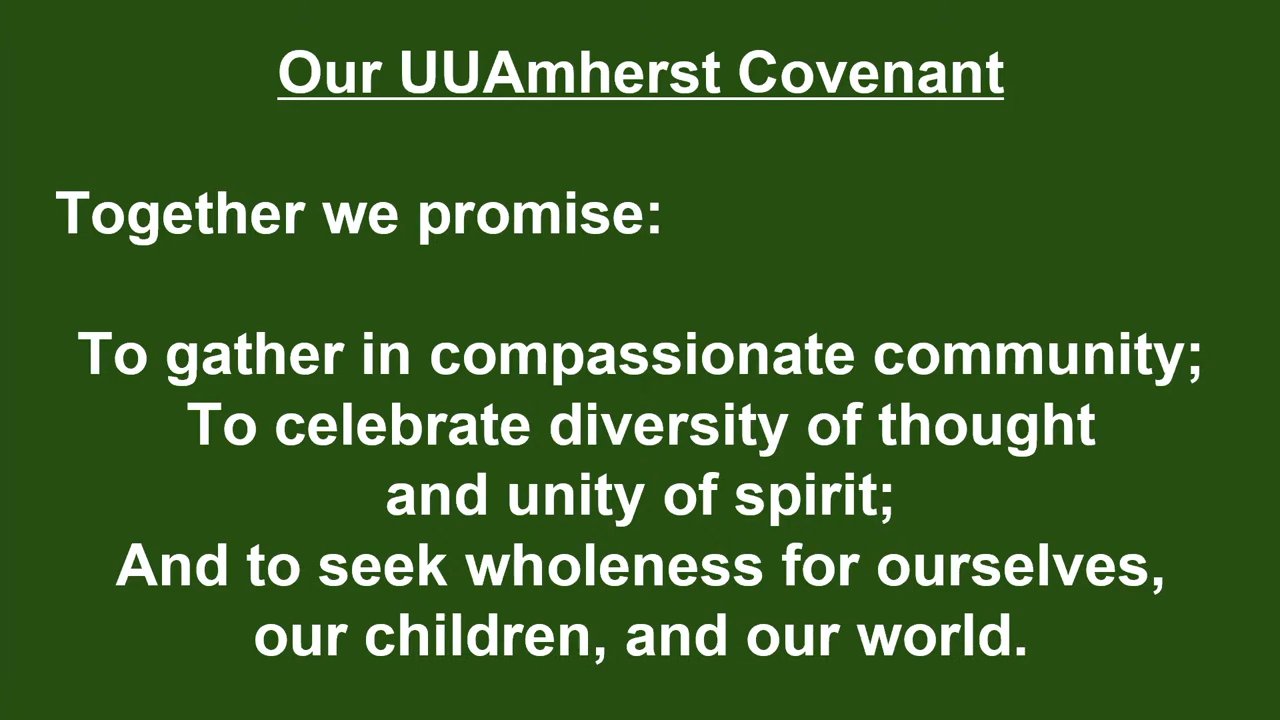 Our UUAmherst Covenant
Together we promise:
To gather in compassionate community;
To celebrate diversity of thought
and unity of spirit;
And to seek wholeness for ourselves,
our children, and our world.